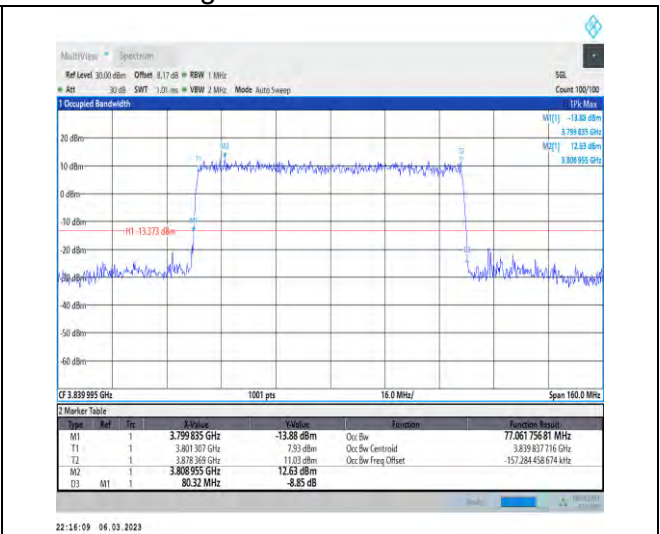 MultiView Spectrum
Ref Level 30.00 dBm Offset 8.17 dB RBW 1 MHz SGL
Att 30 dB SWT 1.01 ms VBW 2 MHz Mode Auto Sweep Count 100/100
1 Occupied Bandwidth 1Pk Max
M1[1] -13.88 dBm
3.799 835 GHz
20 dBm M2[1] 12.63 dBm
3.808 955 GHz
M2
T1 T2
10 dBm
0 dBm
-10 dBm
M1
H1 -13.373 dBm
-20 dBm
-30 dBm
-40 dBm
-50 dBm
-60 dBm
CF 3.839 995 GHz 1001 pts 16.0 MHz/ Span 160.0 MHz
2 Marker Table
Type Ref Trc X-Value Y-Value Function Function Result
M1 1 3.799 835 GHz -13.88 dBm Occ Bw 77.061 756 81 MHz
T1 1 3.801 307 GHz 7.93 dBm Occ Bw Centroid 3.839 837 716 GHz
T2 1 3.878 369 GHz 11.03 dBm Occ Bw Freq Offset -157.284 458 674 kHz
M2 1 3.808 955 GHz 12.63 dBm
D3 M1 1 80.32 MHz -8.85 dB
22:16:09 06.03.2023